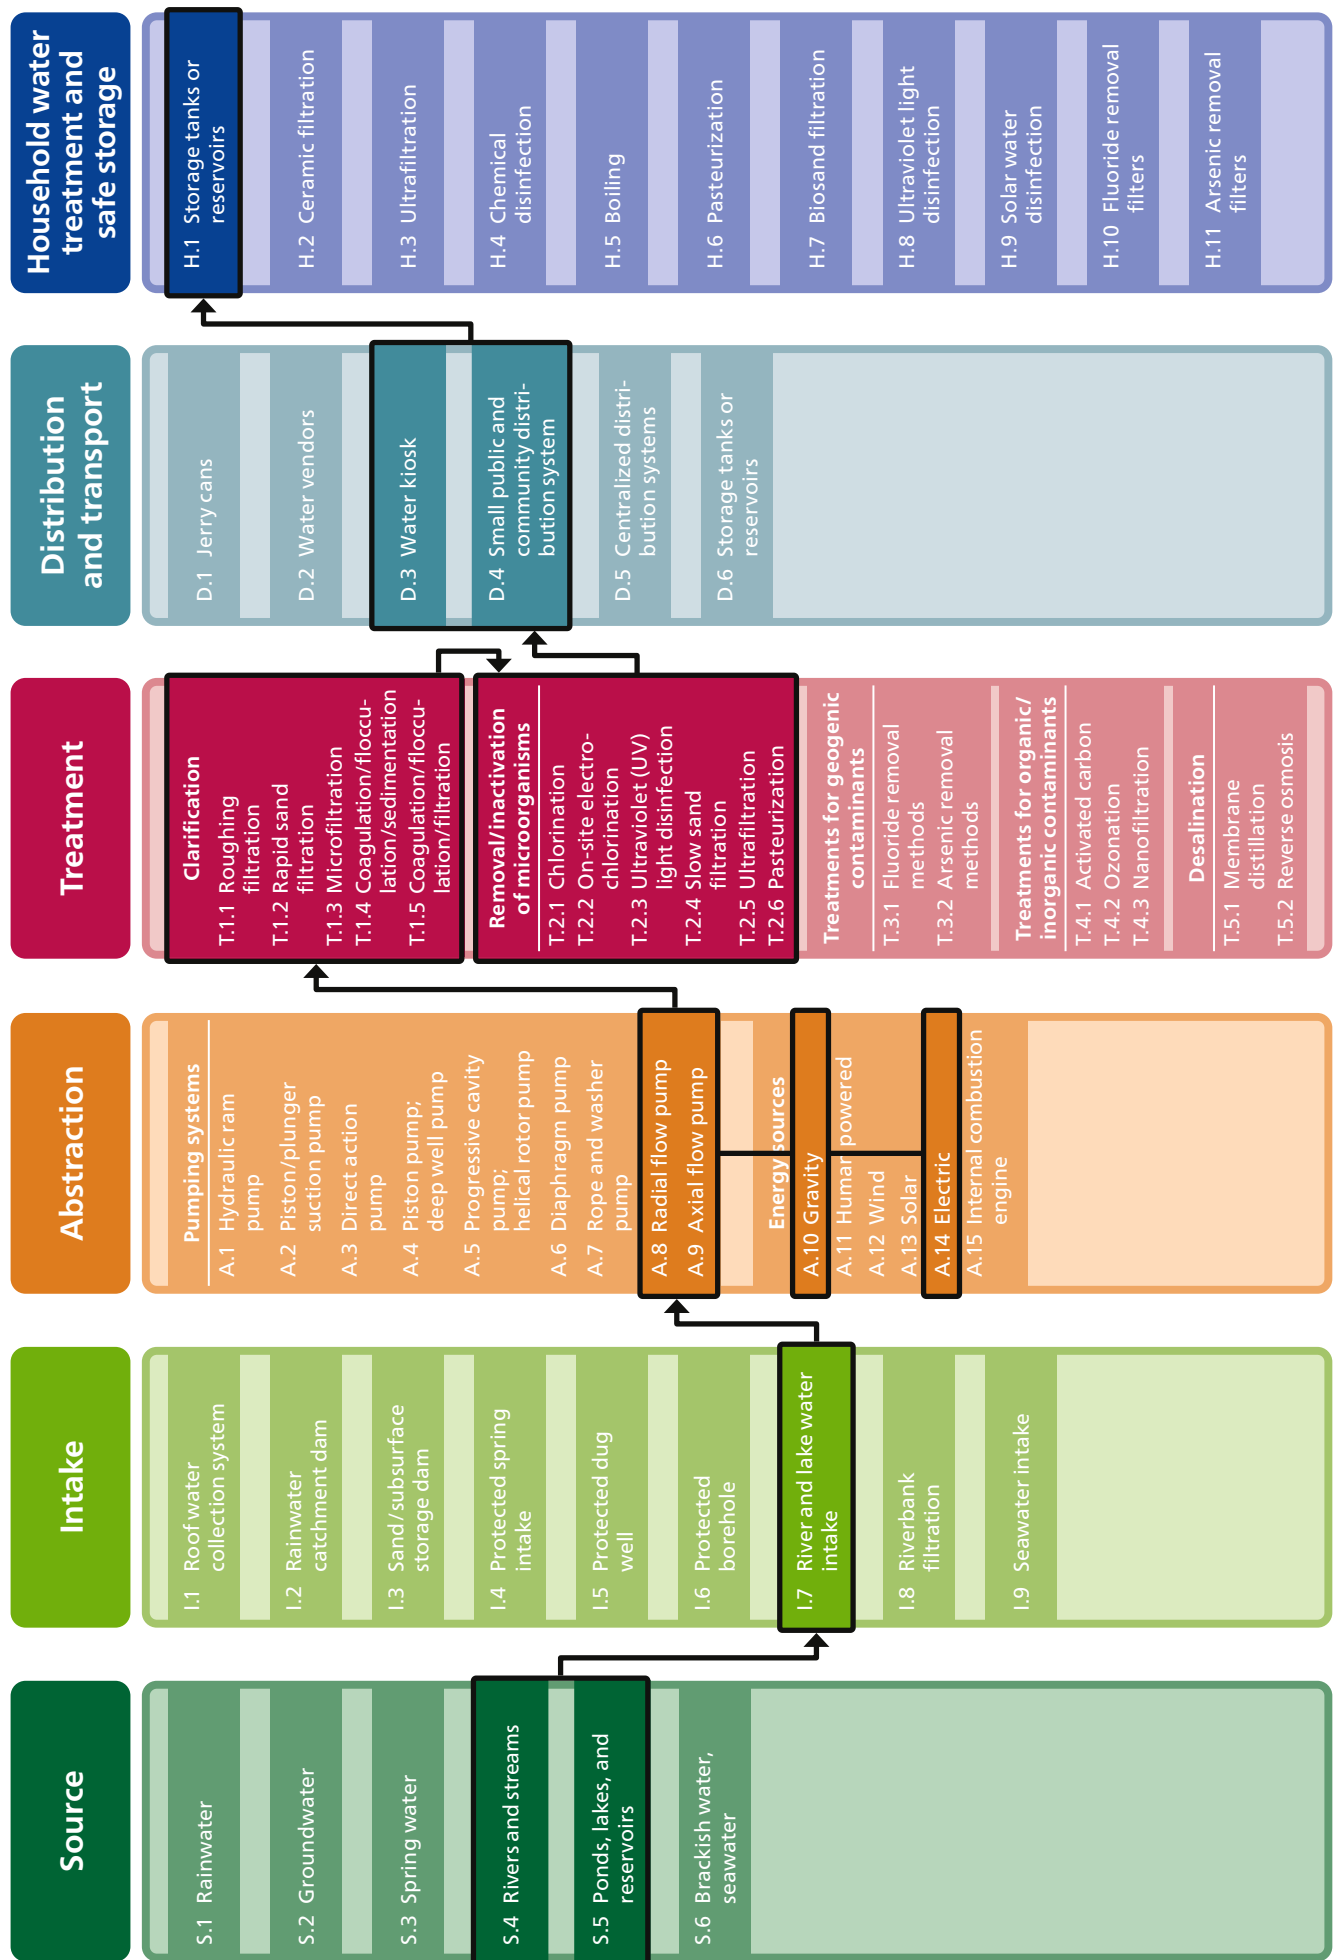 Source
S.1 Rainwater
S.2 Groundwater
S.3 Spring water
S.4 Rivers and streams
S.5 Ponds, lakes, and
reservoirs
S.6 Brackish water,
seawater
Intake
I.1 Roof water
collection system
I.2 Rainwater
catchment dam
I.3 Sand/subsurface
storage dam
I.4 Protected spring
intake
I.5 Protected dug
well
I.6 Protected
borehole
I.7 River and lake water
intake
I.8 Riverbank
filtration
I.9 Seawater intake
Abstraction
Pumping systems
A.1 Hydraulic ram
pump
A.2 Piston/plunger
suction pump
A.3 Direct action
pump
A.4 Piston pump;
deep well pump
A.5 Progressive cavity
pump;
helical rotor pump
A.6 Diaphragm pump
A.7 Rope and washer
pump
A.8 Radial flow pump
A.9 Axial flow pump
Energy sources
A.10 Gravity
A.11 Human powered
A.12 Wind
A.13 Solar
A.14 Electric
A.15 Internal combustion
engine
Treatment
Clarification
T.1.1 Roughing
filtration
T.1.2 Rapid sand
filtration
T.1.3 Microfiltration
T.1.4 Coagulation/floccu-
lation/sedimentation
T.1.5 Coagulation/floccu-
lation/filtration
Removal/inactivation
of microorganisms
T.2.1 Chlorination
T.2.2 On-site electro-
chlorination
T.2.3 Ultraviolet (UV)
light disinfection
T.2.4 Slow sand
filtration
T.2.5 Ultrafiltration
T.2.6 Pasteurization
Treatments for geogenic
contaminants
T.3.1 Fluoride removal
methods
T.3.2 Arsenic removal
methods
Treatments for organic/
inorganic contaminants
T.4.1 Activated carbon
T.4.2 Ozonation
T.4.3 Nanofiltration
Desalination
T.5.1 Membrane
distillation
T.5.2 Reverse osmosis
Distribution
and transport
D.1 Jerry cans
D.2 Water vendors
D.3 Water kiosk
D.4 Small public and
community distri-
bution system
D.5 Centralized distri-
bution systems
D.6 Storage tanks or
reservoirs
Household water
treatment and
safe storage
H.1 Storage tanks or
reservoirs
H.2 Ceramic filtration
H.3 Ultrafiltration
H.4 Chemical
disinfection
H.5 Boiling
H.6 Pasteurization
H.7 Biosand filtration
H.8 Ultraviolet light
disinfection
H.9 Solar water
disinfection
H.10 Fluoride removal
filters
H.11 Arsenic removal
filters